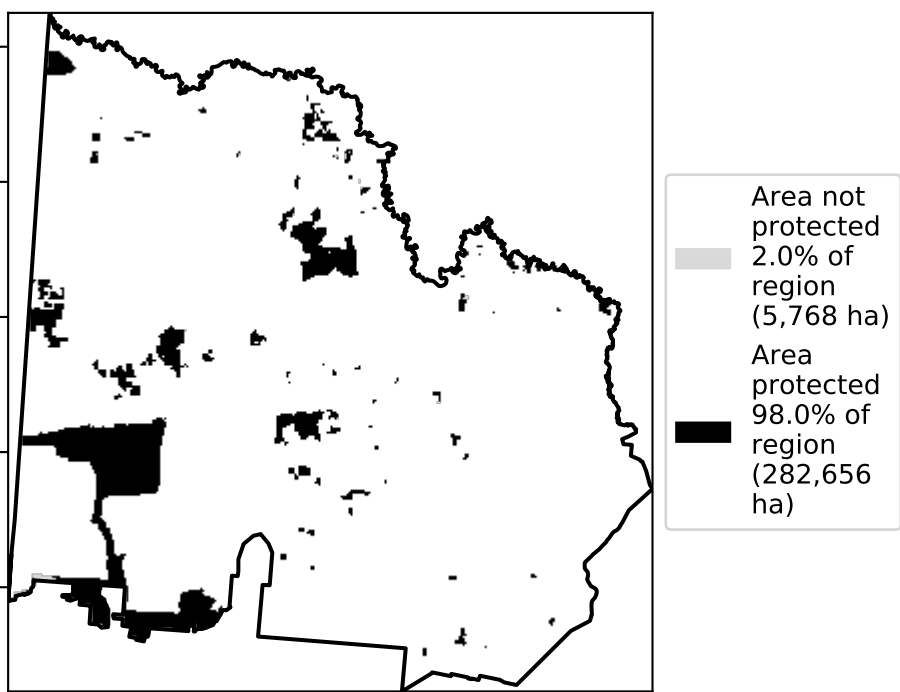 Area not
protected
2.0% of
region
(5,768 ha)
Area
protected
98.0% of
region
(282,656
ha)